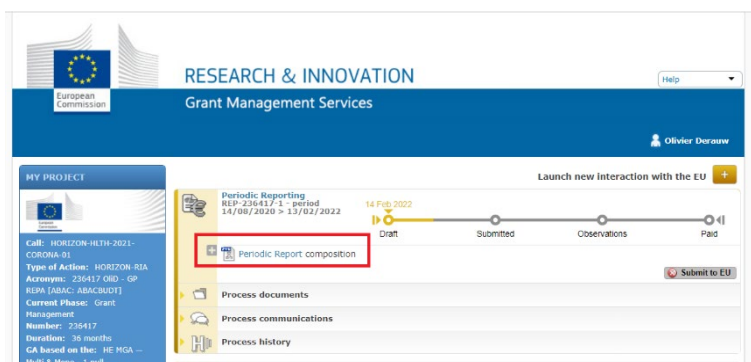 European
Commission
RESEARCH & INNOVATION
Grant Management Services
Help
Olivier Derauw
MY PROJECT
Launch new interaction with the EU
Call: HORIZON-HLTH-2021-
CORONA-01
Type of Action: HORIZON-RIA
Acronym: 236417 OliD - GP
REPA [ABAC: ABACBUDT]
Current Phase: Grant
Management
Number: 236417
Duration: 36 months
GA based on the: HE MGA —
Periodic Reporting
REP-236417-1 - period
14/08/2020 > 13/02/2022
14 Feb 2022
Draft
Submitted
Observations
Paid
Periodic Report composition
Submit to EU
Process documents
Process communications
Process history